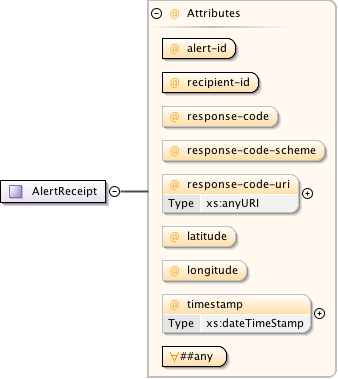 Attributes
@ alert-id
@ recipient-id
@ response-code
@ response-code-scheme
@ response-code-uri
Type xs:anyURI
AlertReceipt
@ latitude
@ longitude
@ timestamp
Type xs:dateTimeStamp
∀##any